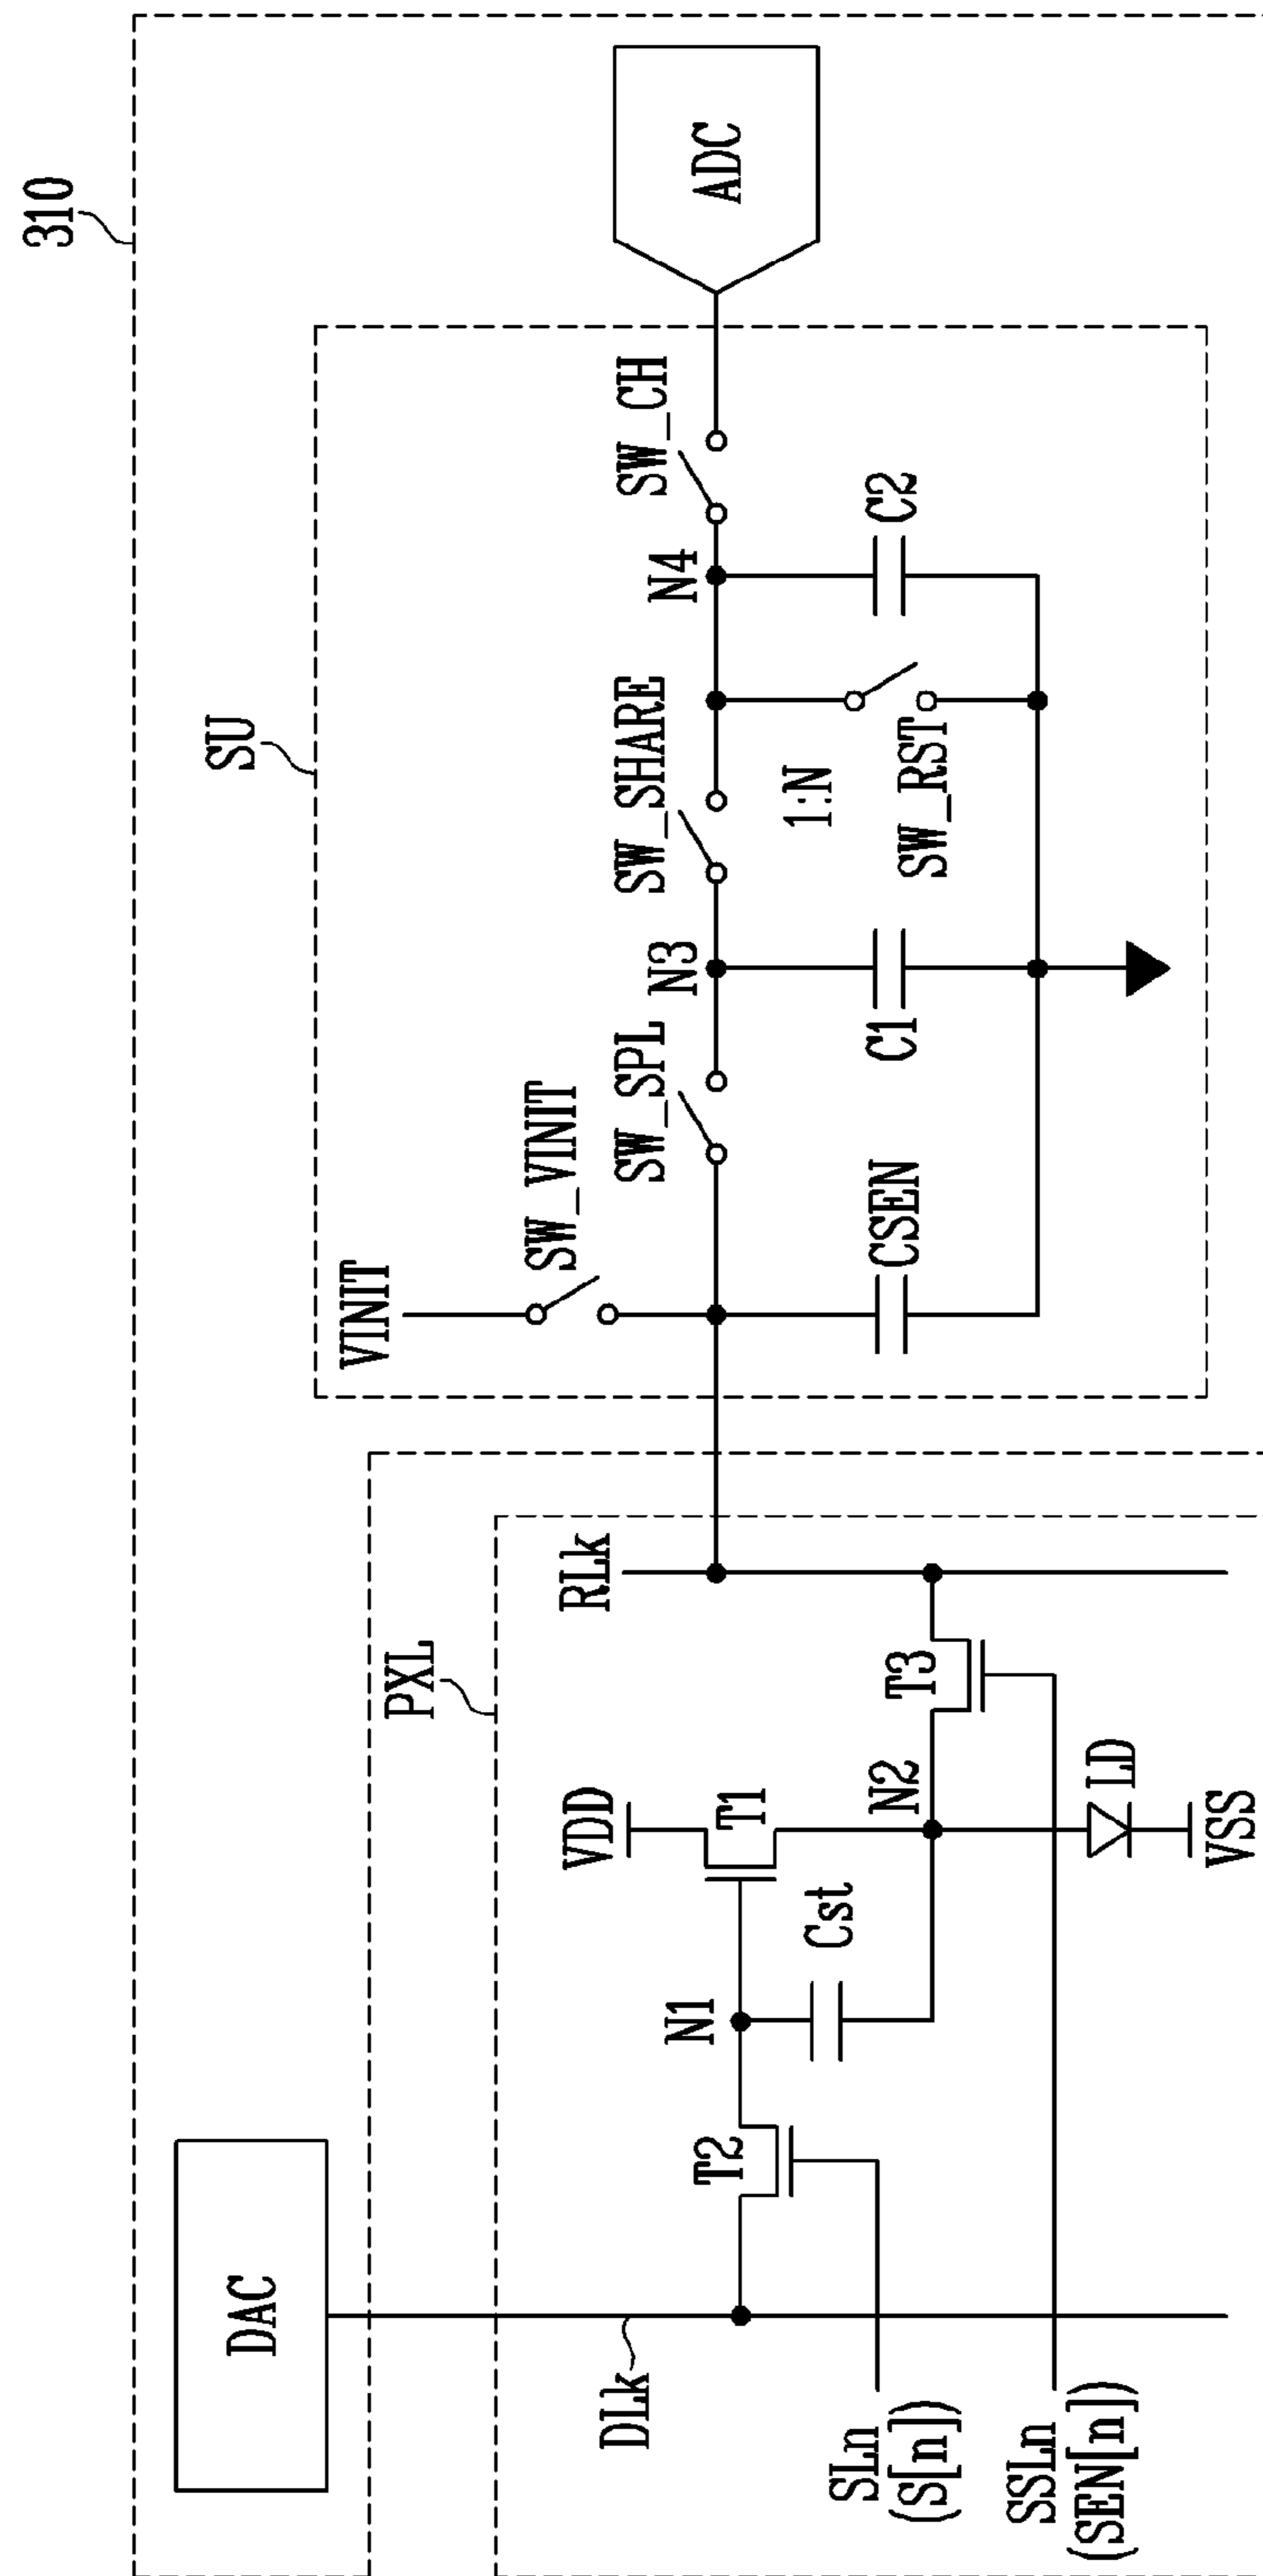 310
DAC
DLk
SLn
(S[n])
SSLn
(SEN[n])
PXL
T2
N1
Cst
VDD
T1
N2
LD
VSS
T3
RLk
SU
VINIT
SW_VINIT
CSEN
SW_SPL
N3
C1
SW_SHARE
1:N
SW_RST
N4
C2
SW_CH
ADC